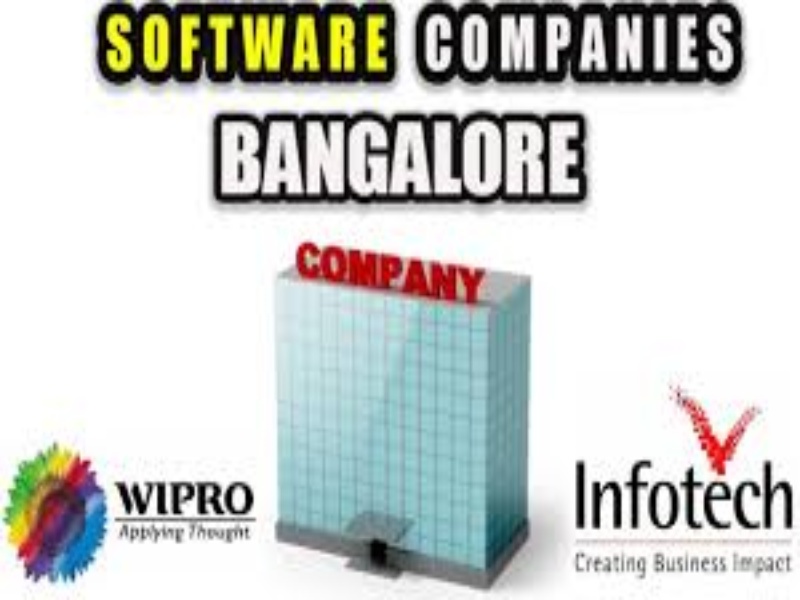 SOFTWARE COMPANIES
BANGALORE
COMPANY
WIPRO
Applying Thought
Infotech
Creating Business Impact